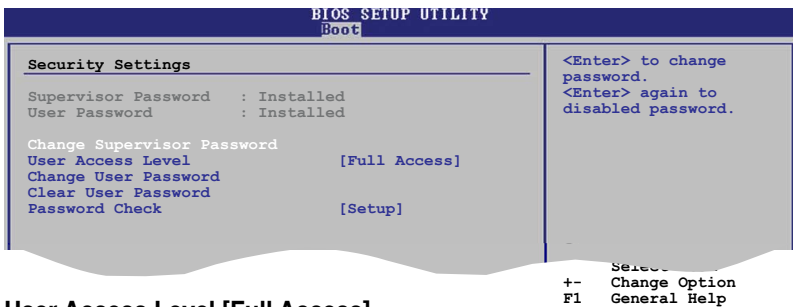 BIOS SETUP UTILITY
Boot
Security Settings
Supervisor Password : Installed
User Password : Installed
Change Supervisor Password
User Access Level [Full Access]
Change User Password
Clear User Password
Password Check [Setup]
<Enter> to change
password.
<Enter> again to
disabled password.
+- Change Option
F1 General Help
User Access Level [Full Access]